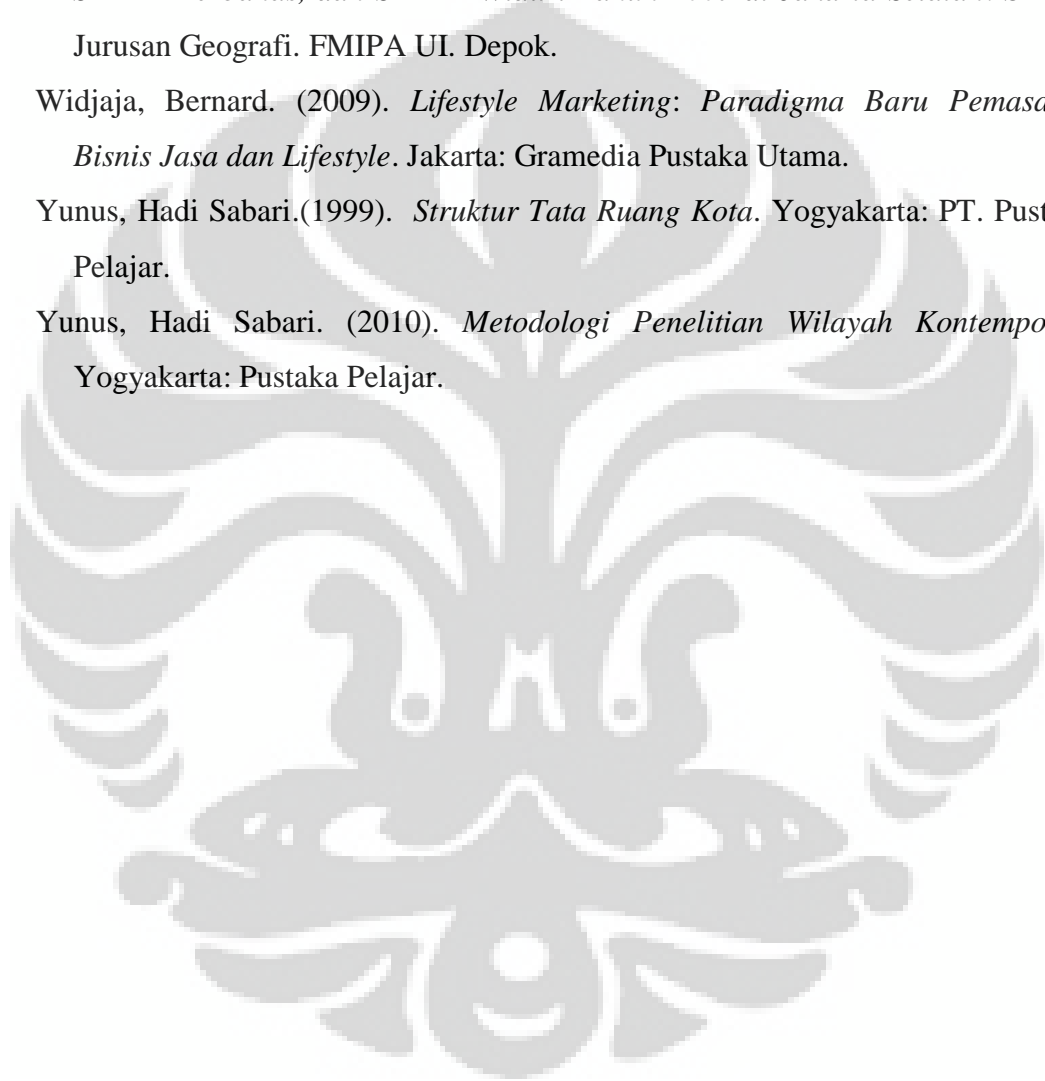 Jurusan Geografi. FMIPA UI. Depok.
Widjaja, Bernard. (2009). Lifestyle Marketing: Paradigma Baru
Bisnis Jasa dan Lifestyle. Jakarta: Gramedia Pustaka Utama.
Yunus, Hadi Sabari.(1999). Struktur Tata Ruang Kota. Yogyakarta: PT.
Pelajar.
Yunus, Hadi Sabari. (2010). Metodologi Penelitian Wilayah
Yogyakarta: Pustaka Pelajar.